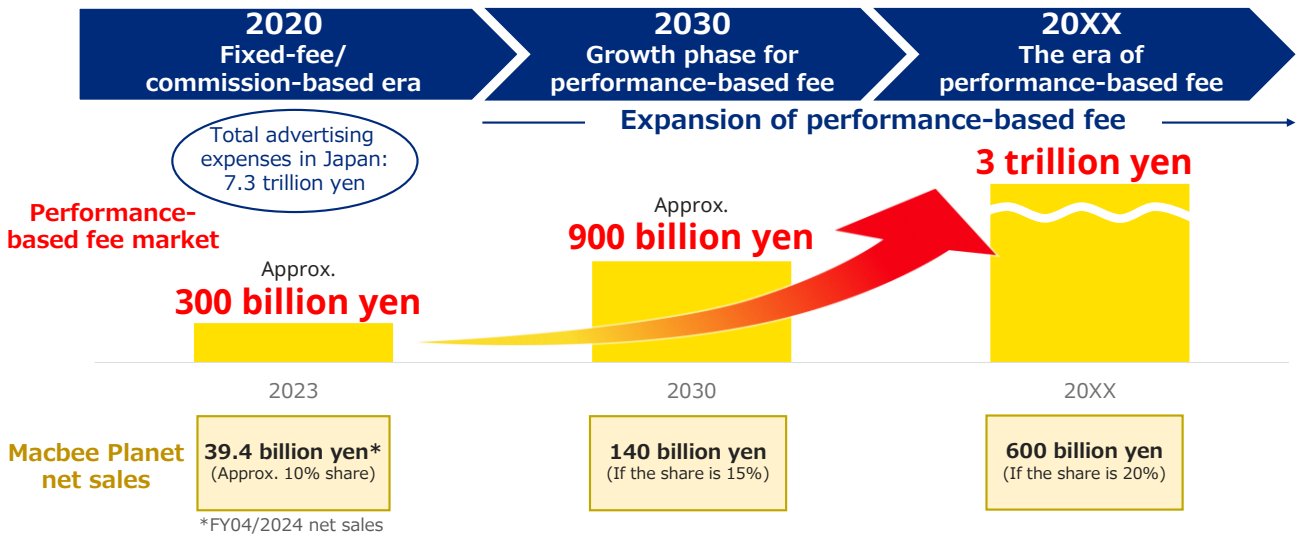 2020
Fixed-fee/
commission-based era
2030
Growth phase for
performance-based fee
20XX
The era of
performance-based fee
Expansion of performance-based fee
Total advertising
expenses in Japan:
7.3 trillion yen
Performance-
based fee market
Approx.
300 billion yen
Approx.
900 billion yen
3 trillion yen
2023
2030
20XX
Macbee Planet
net sales
39.4 billion yen*
(Approx. 10% share)
140 billion yen
(If the share is 15%)
600 billion yen
(If the share is 20%)
*FY04/2024 net sales